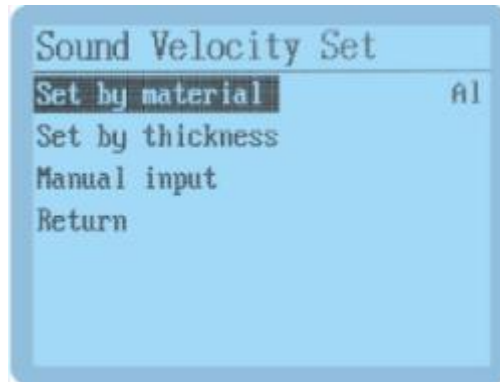 Sound Velocity Set
Set by material Al
Set by thickness
Manual input
Return